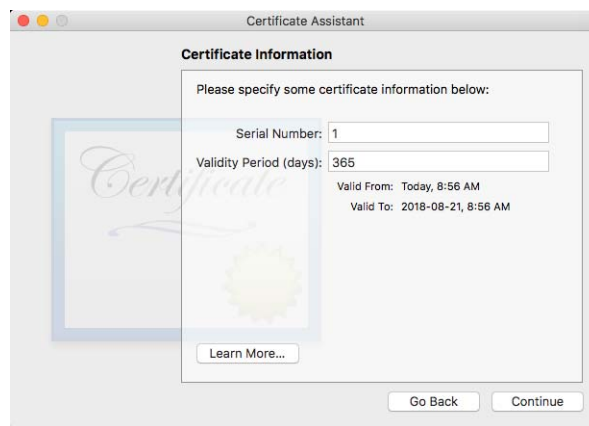 Certificate Assistant
Certificate Information
Please specify some certificate information below:
Serial Number: 1
Validity Period (days): 365
Valid From: Today, 8:56 AM
Valid To: 2018-08-21, 8:56 AM
Certificate
Learn More...
Go Back Continue